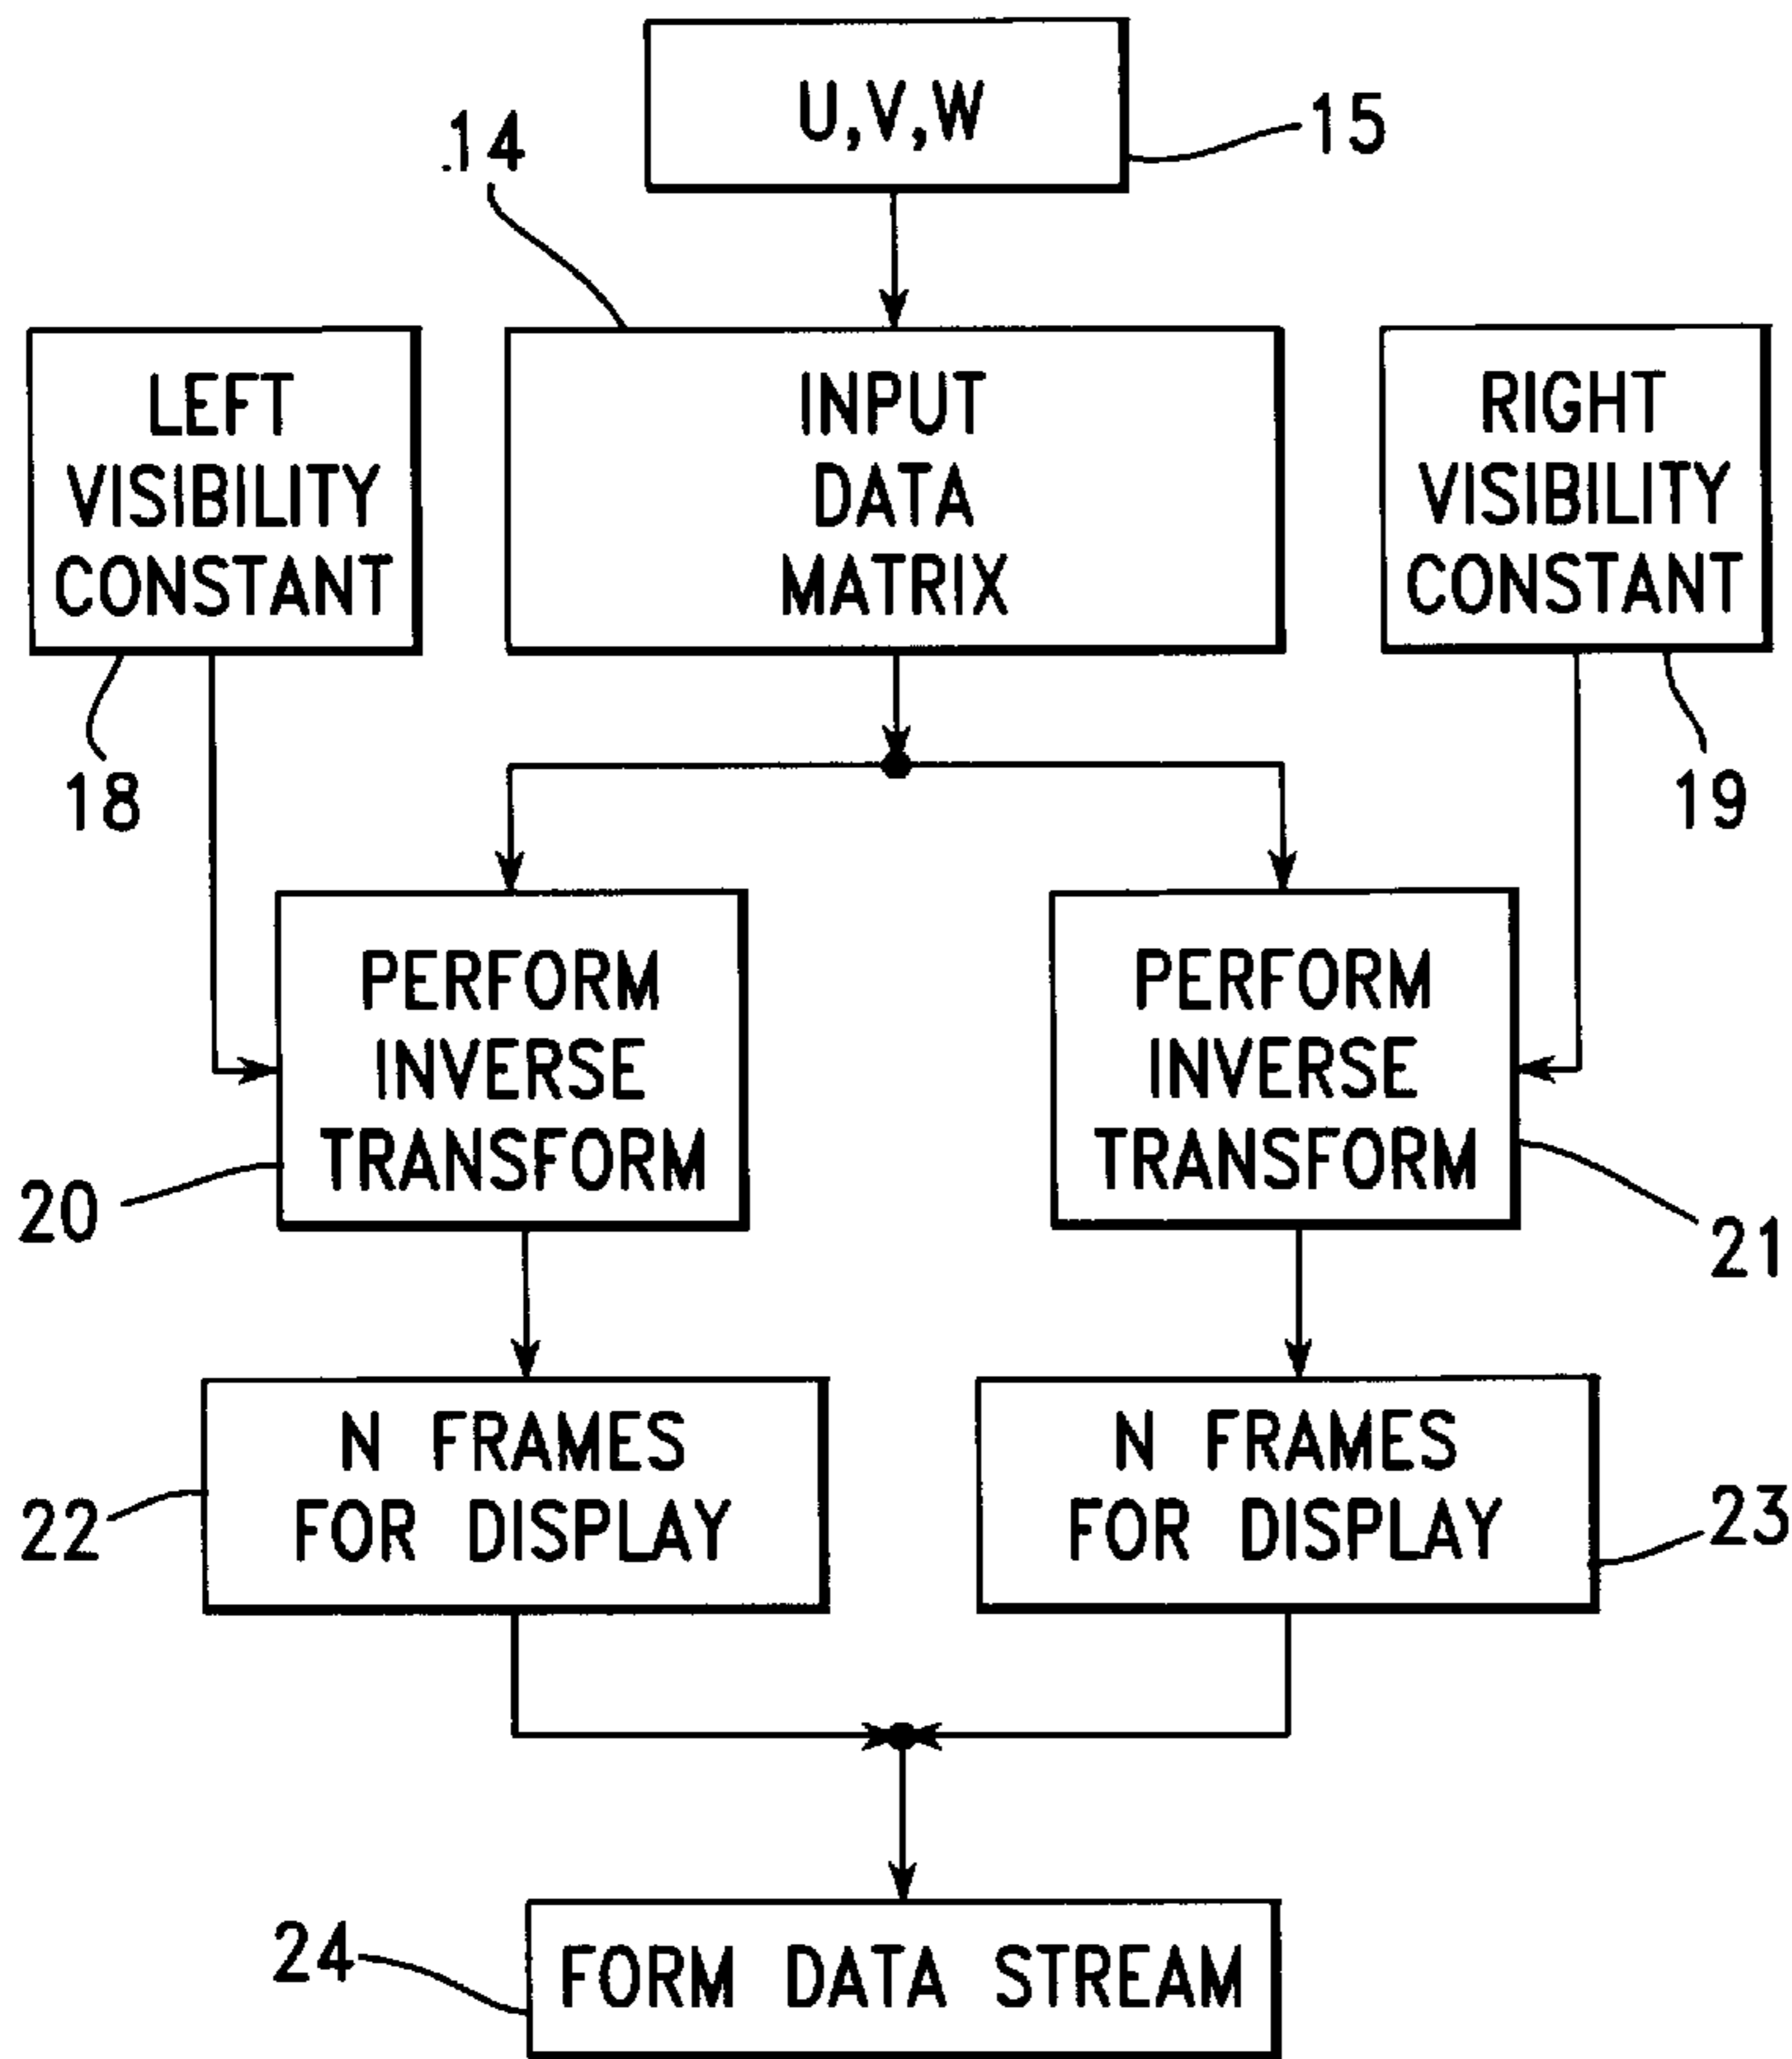 U,V,W
15
14
LEFT
VISIBILITY
CONSTANT
INPUT
DATA
MATRIX
RIGHT
VISIBILITY
CONSTANT
18
19
PERFORM
INVERSE
TRANSFORM
PERFORM
INVERSE
TRANSFORM
20
21
N FRAMES
FOR DISPLAY
N FRAMES
FOR DISPLAY
22
23
24
FORM DATA STREAM